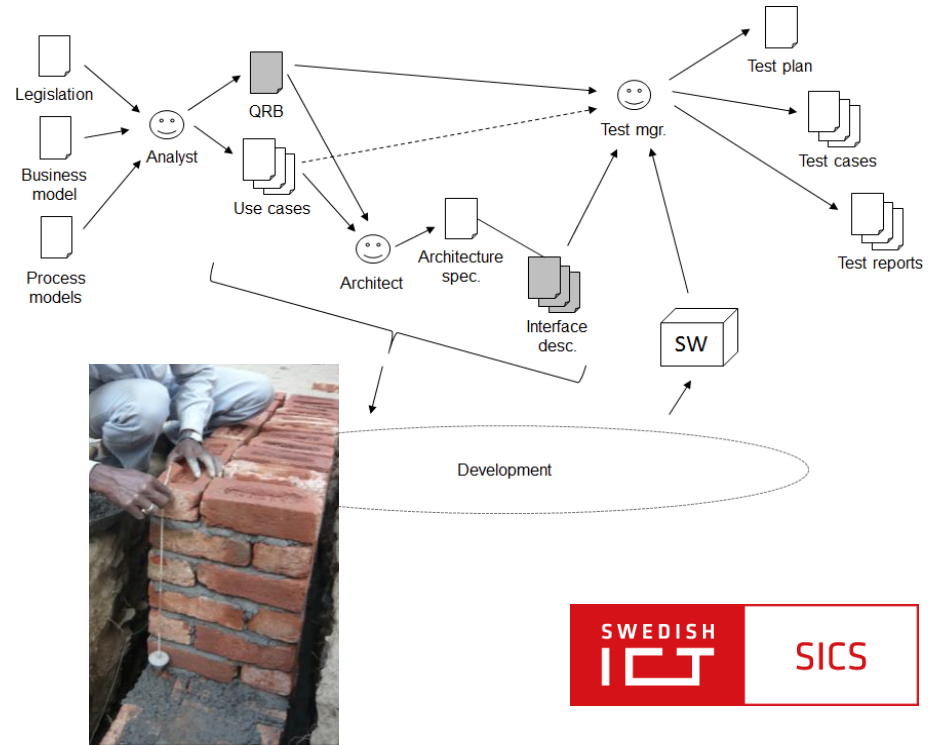 Legislation
Business
model
Process
models
Analyst
QRB
Use cases
Architect
Architecture
spec.
Interface
desc.
Test mgr.
Test plan
Test cases
Test reports
SW
Development
SWEDISH
ICT
SICS